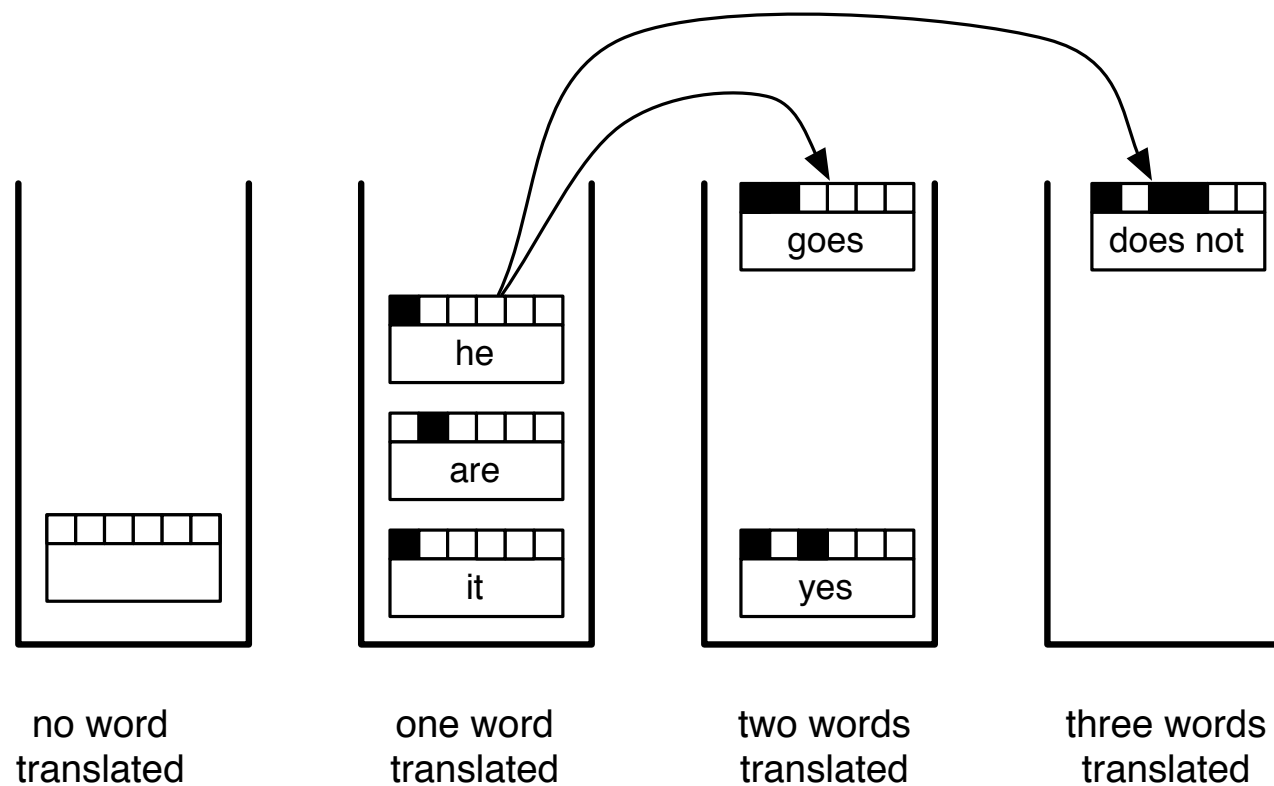 goes
does not
he
are
it
yes
no word
translated
one word
translated
two words
translated
three words
translated